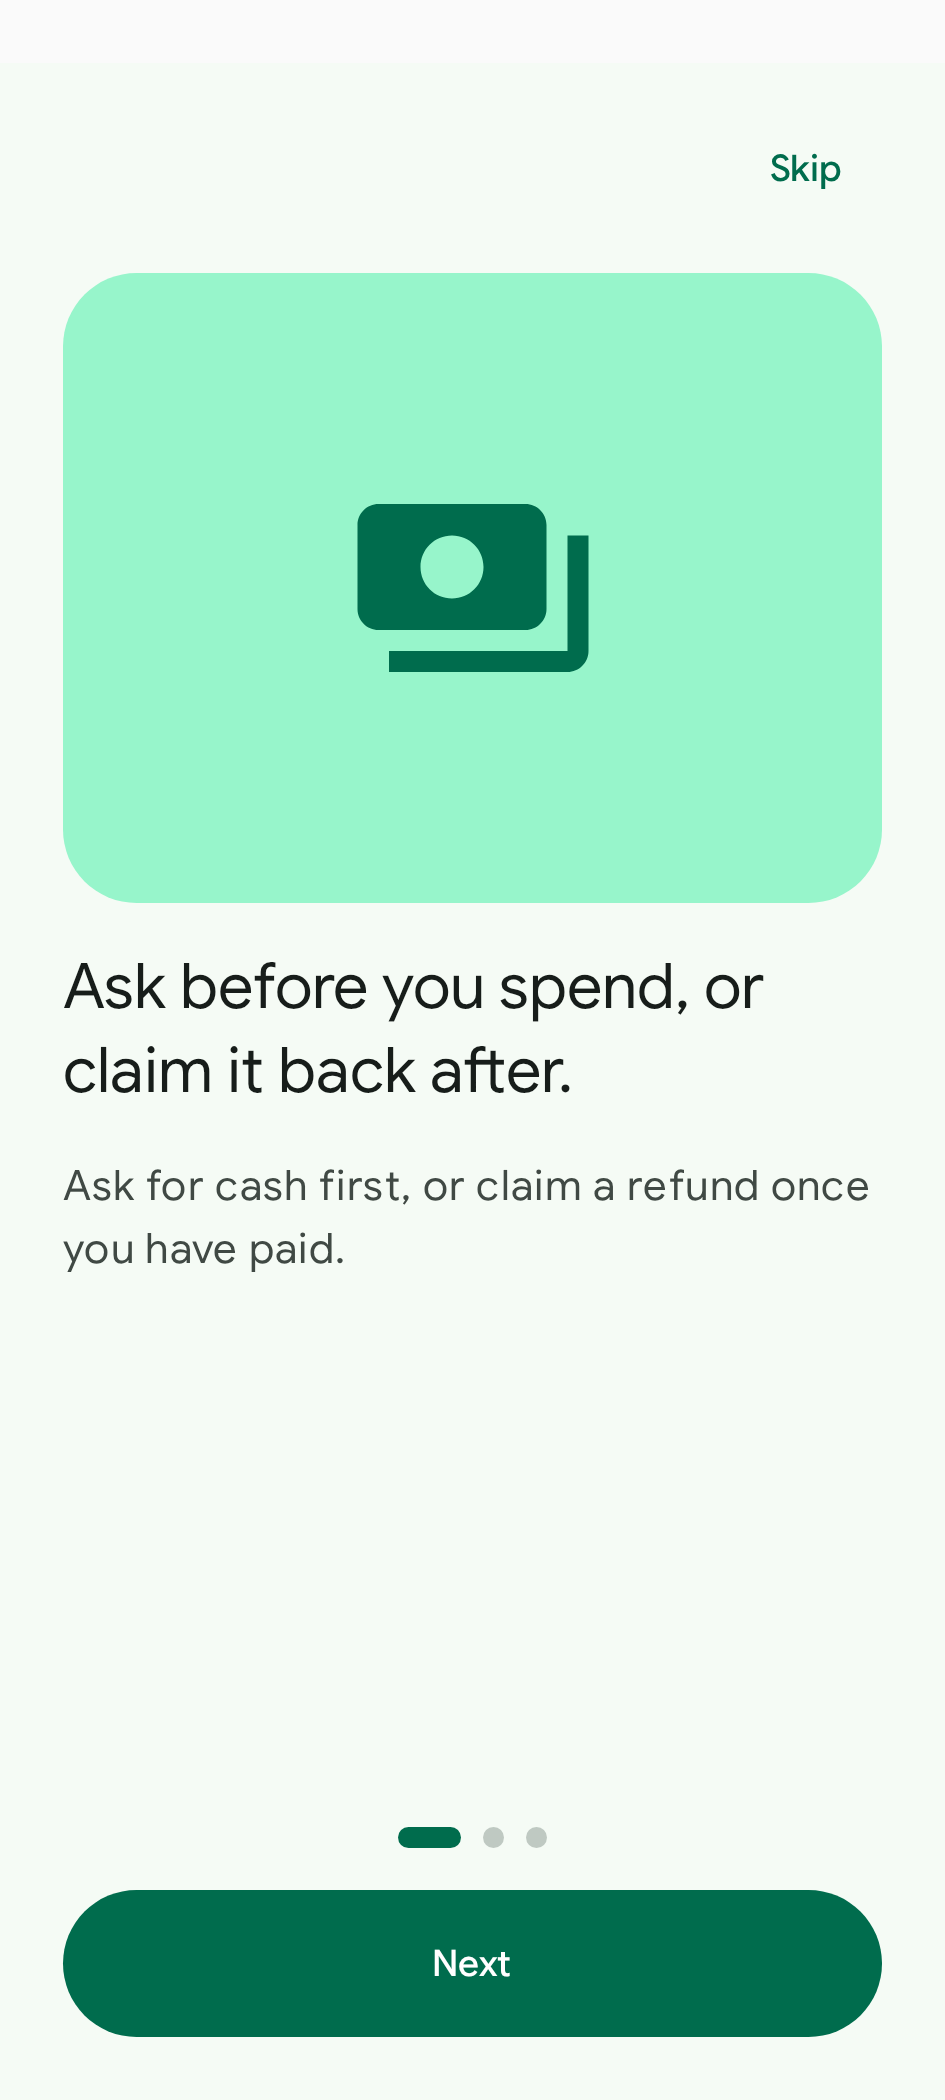 Skip
Ask before you spend, or
claim it back after.
Ask for cash first, or claim a refund once
you have paid.
Next